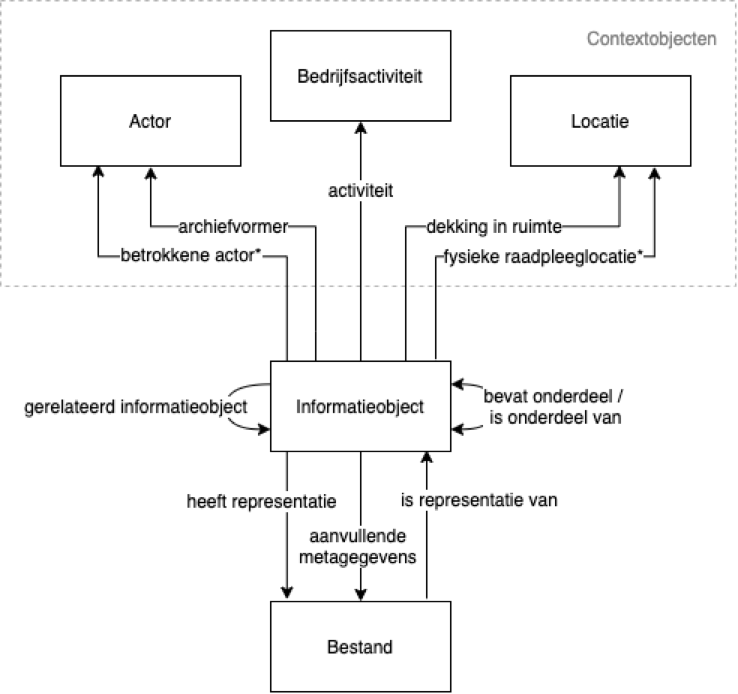 Contextobjecten
Bedrijfsactiviteit
Actor
Locatie
activiteit
archiefvormer
dekking in ruimte
betrokkene actor*
fysieke raadpleeglocatie*
gerelateerd informatieobject
Informatieobject
bevat onderdeel /
is onderdeel van
heeft representatie
is representatie van
aanvullende
metagegevens
Bestand